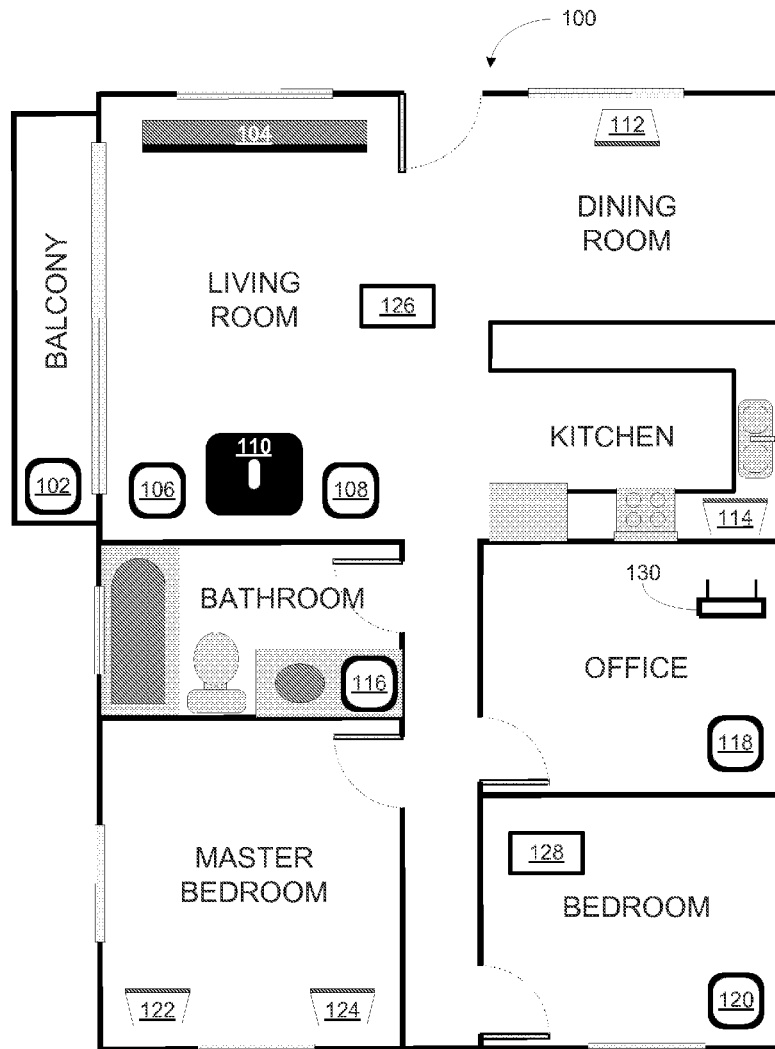 100
104
112
DINING
ROOM
BALCONY
LIVING
ROOM
126
KITCHEN
110
102
106
108
114
130
BATHROOM
OFFICE
116
118
MASTER
BEDROOM
128
BEDROOM
122
124
120